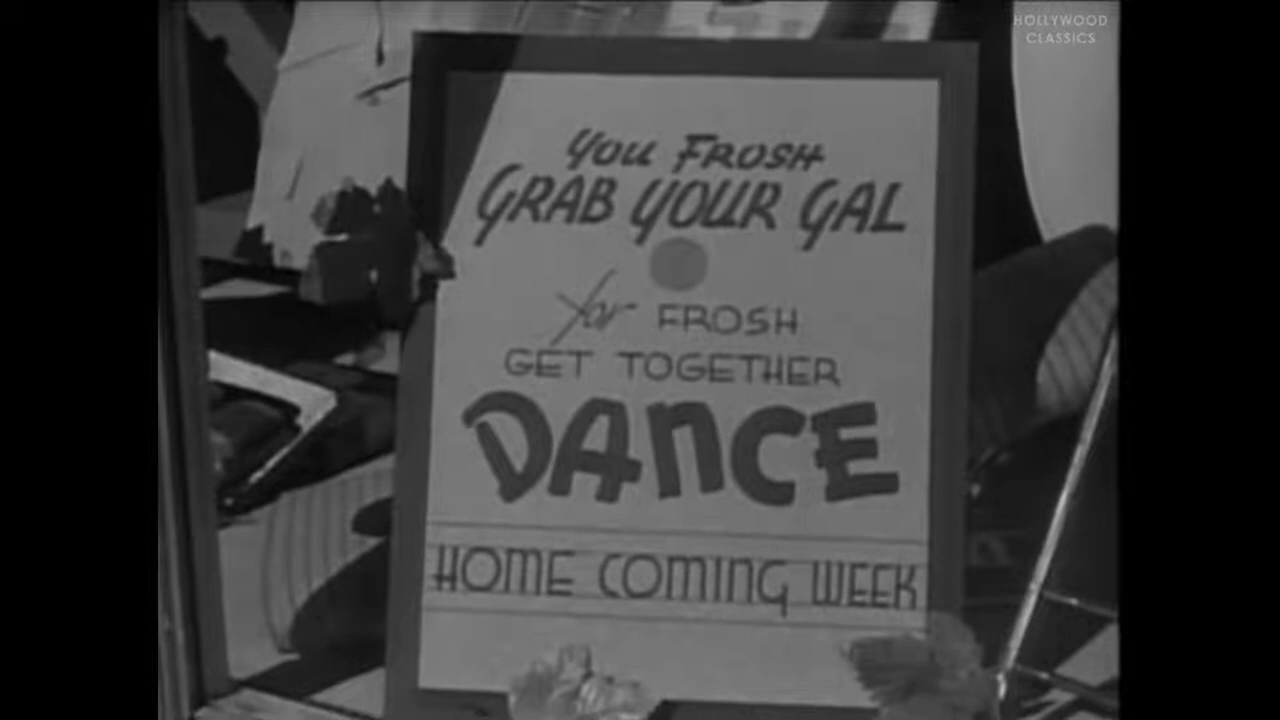 HOLLYWOOD
CLASSICS
YOU FROSH
GRAB YOUR GAL
for FROSH
GET TOGETHER
DANCE
HOME COMING WEEK